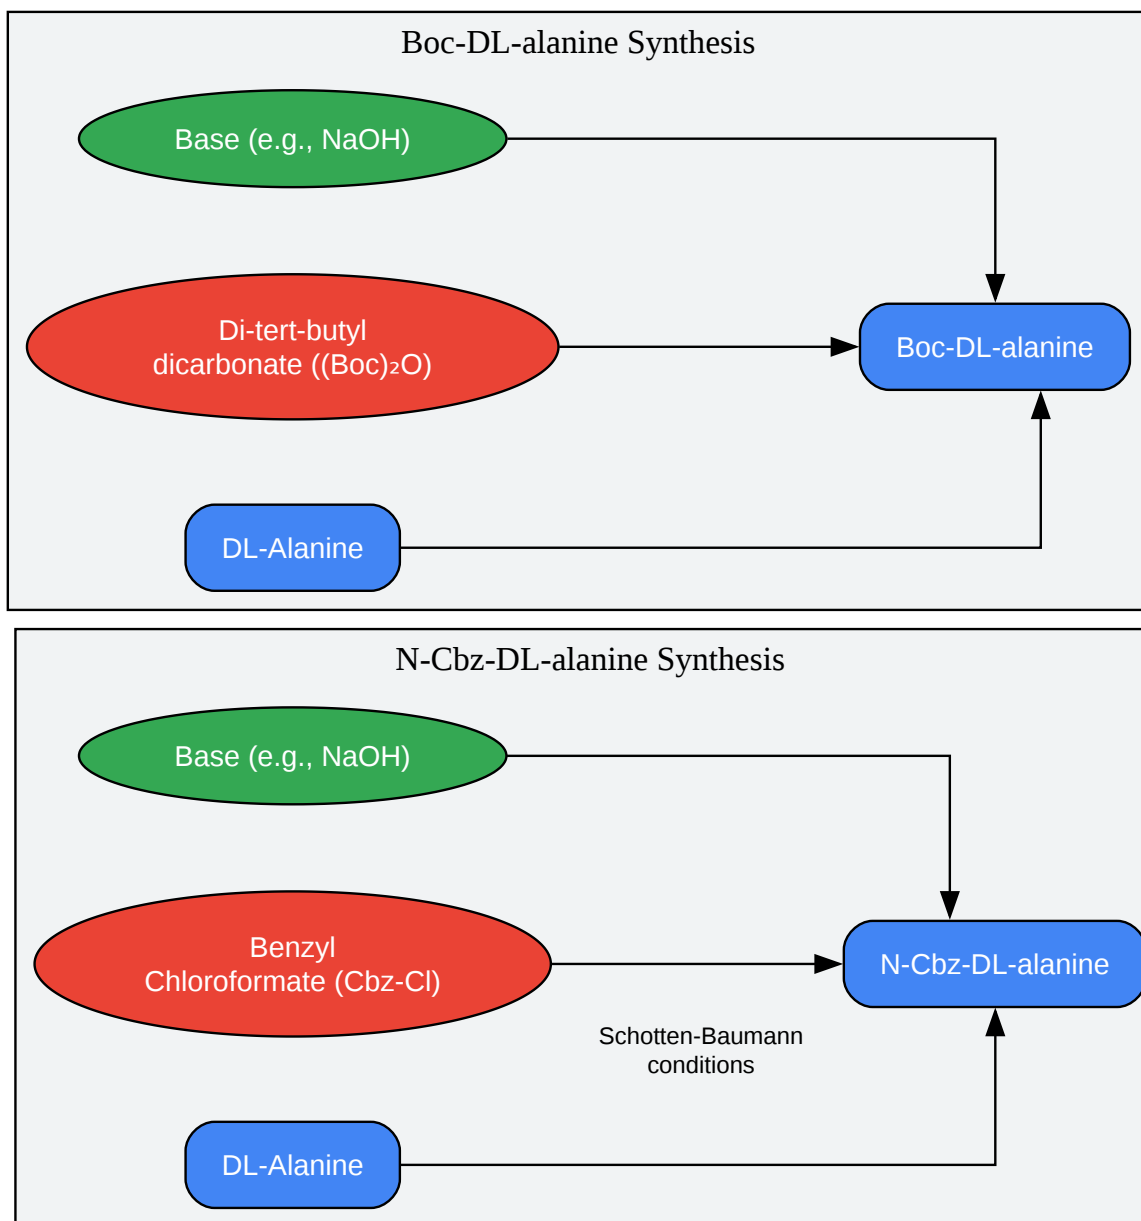 Boc-DL-alanine Synthesis
Base (e.g., NaOH)
Di-tert-butyl
dicarbonate ((Boc)₂O)
Boc-DL-alanine
DL-Alanine
N-Cbz-DL-alanine Synthesis
Base (e.g., NaOH)
Benzyl
Chloroformate (Cbz-Cl)
N-Cbz-DL-alanine
Schotten-Baumann
conditions
DL-Alanine